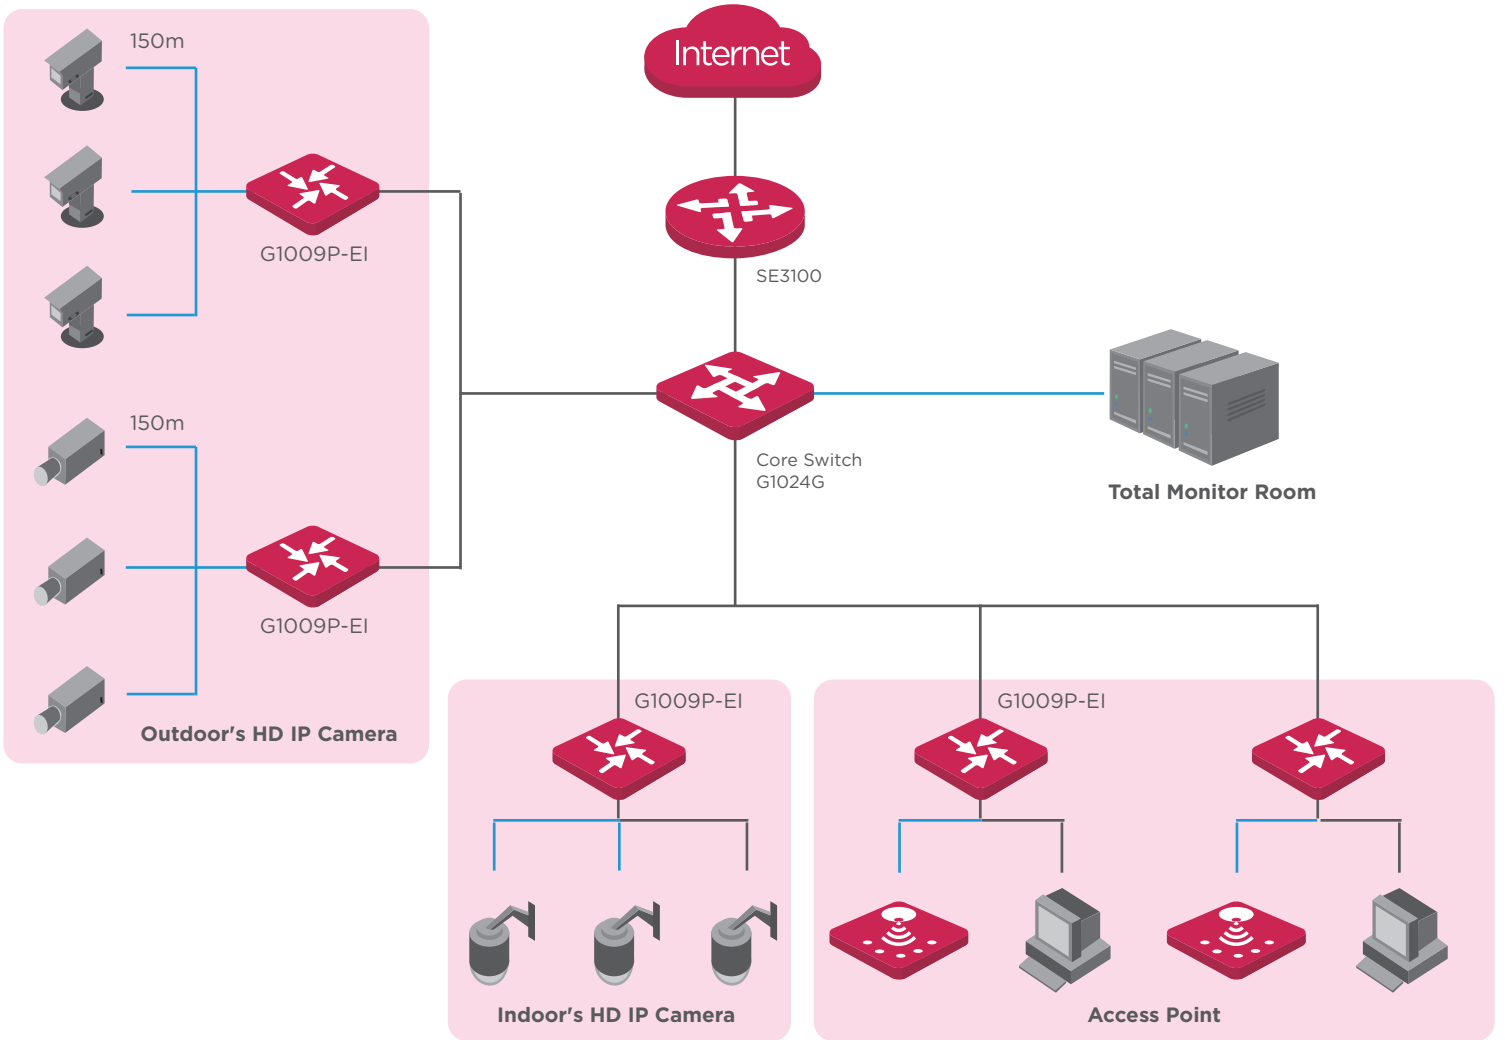 150m
Internet
G1009P-EI
SE3100
150m
Core Switch
G1024G
Total Monitor Room
G1009P-EI
Outdoor's HD IP Camera
G1009P-EI
G1009P-EI
Indoor's HD IP Camera
Access Point